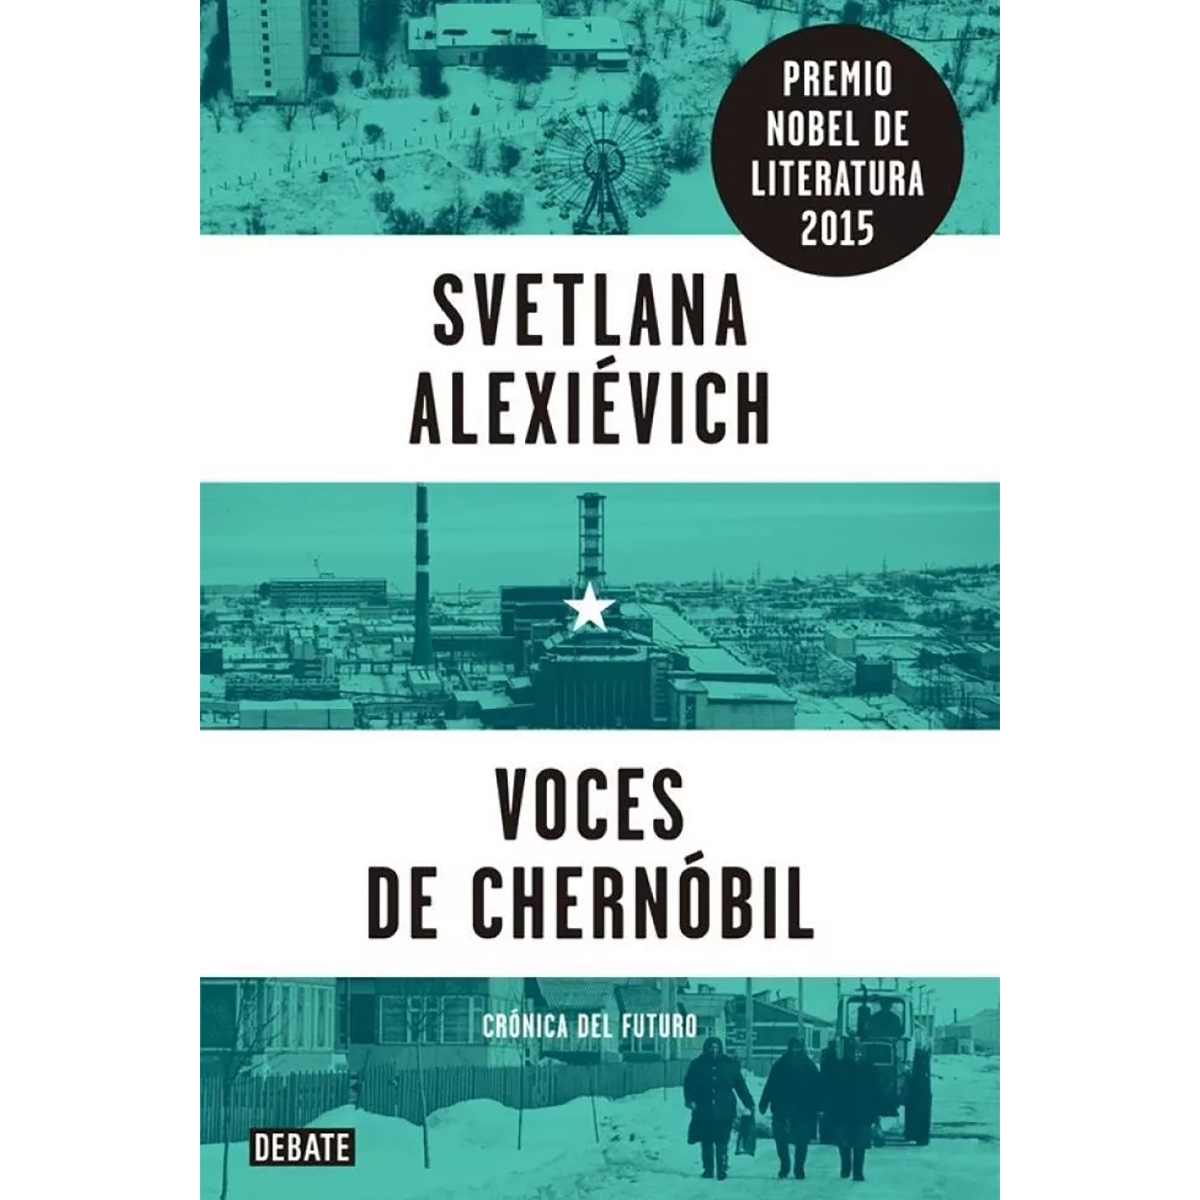 PREMIO
NOBEL DE
LITERATURA
2015
SVETLANA
ALEXIÉVICH
VOCES
DE CHERNÓBIL
CRÓNICA DEL FUTURO
DEBATE